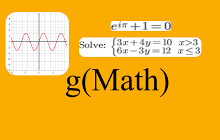 e^{iπ} + 1 = 0
Solve: { 3x + 4y = 10 x>3
6x − 3y = 12 x ≤ 3
g(Math)